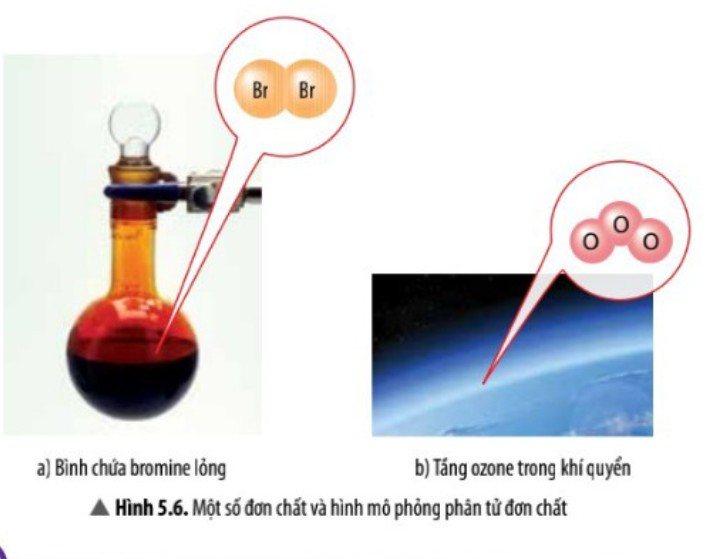 Br Br
O O O
a) Bình chứa bromine lỏng
b) Tầng ozone trong khí quyển
▲ Hình 5.6. Một số đơn chất và hình mô phỏng phân tử đơn chất